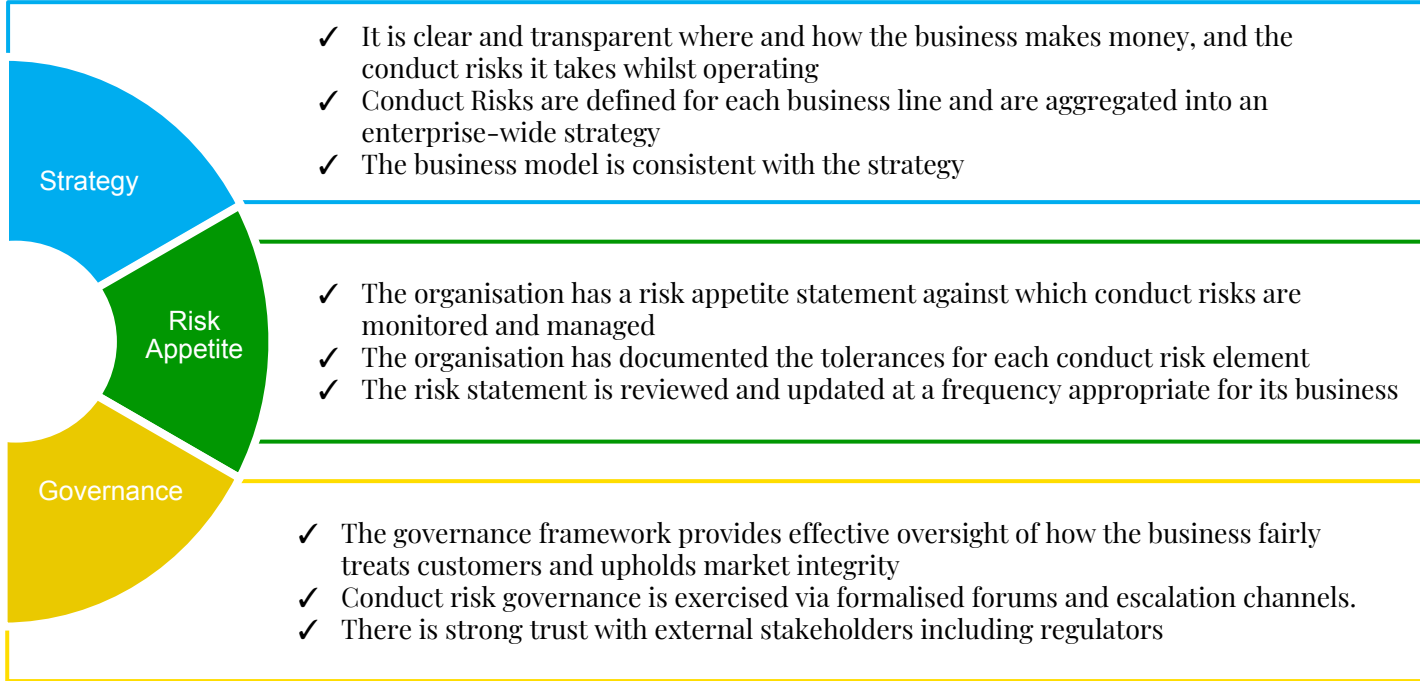 Strategy
✓ It is clear and transparent where and how the business makes money, and the
conduct risks it takes whilst operating
✓ Conduct Risks are defined for each business line and are aggregated into an
enterprise-wide strategy
✓ The business model is consistent with the strategy
Risk
Appetite
✓ The organisation has a risk appetite statement against which conduct risks are
monitored and managed
✓ The organisation has documented the tolerances for each conduct risk element
✓ The risk statement is reviewed and updated at a frequency appropriate for its business
Governance
✓ The governance framework provides effective oversight of how the business fairly
treats customers and upholds market integrity
✓ Conduct risk governance is exercised via formalised forums and escalation channels.
✓ There is strong trust with external stakeholders including regulators